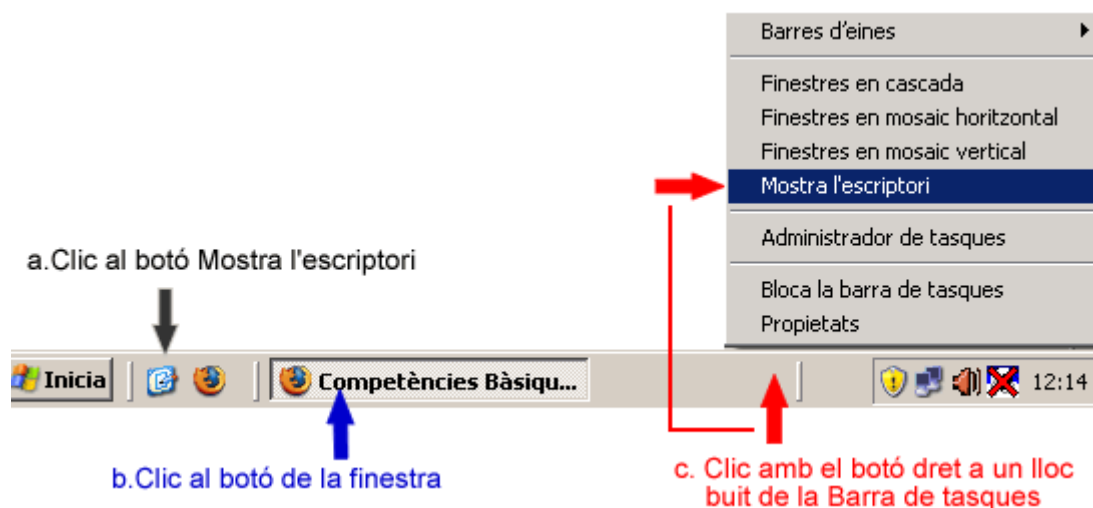 Barres d'eines
Finestres en cascada
Finestres en mosaic horitzontal
Finestres en mosaic vertical
Mostra l'escriptori
Administrador de tasques
Bloca la barra de tasques
Propietats
a.Clic al botó Mostra l'escriptori
Inicia
Competències Bàsiqu...
12:14
b.Clic al botó de la finestra
c. Clic amb el botó dret a un lloc
buit de la Barra de tasques